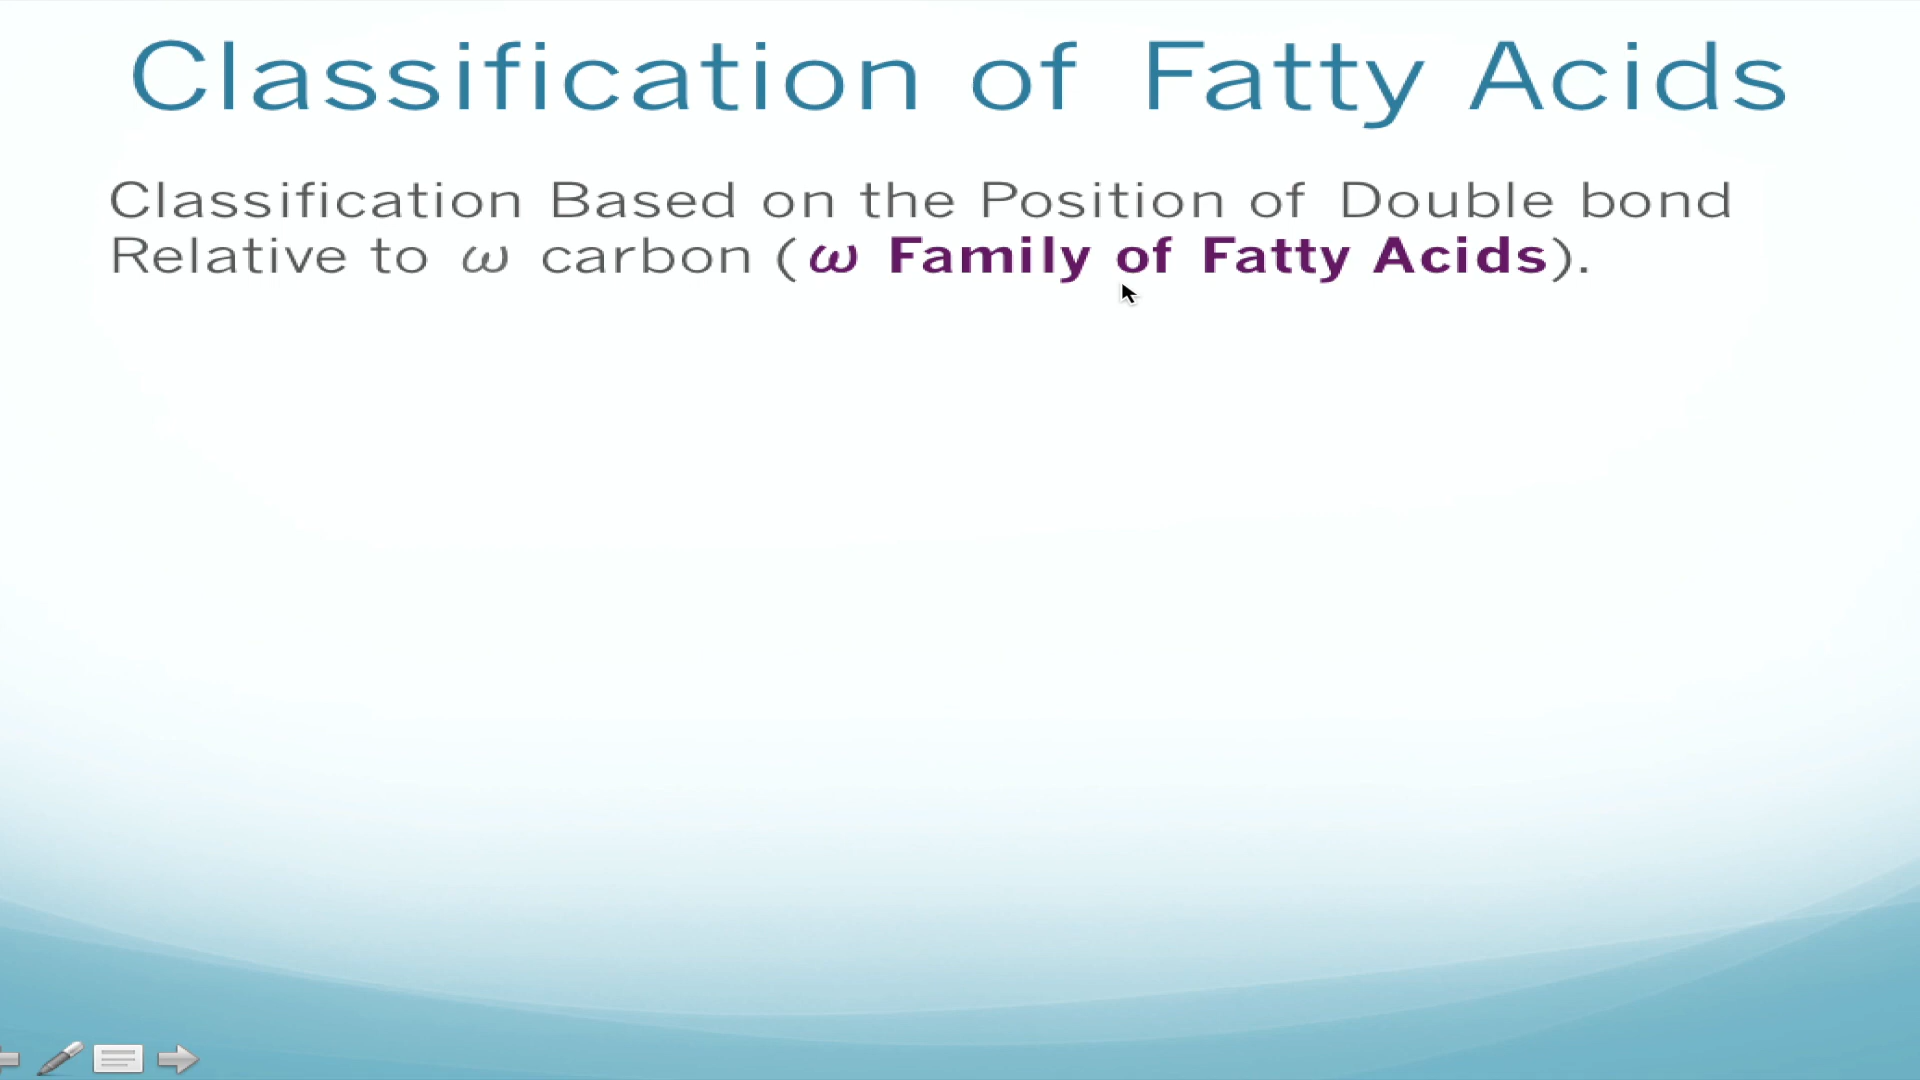 Classification of Fatty Acids
Classification Based on the Position of Double bond
Relative to ω carbon (ω Family of Fatty Acids).